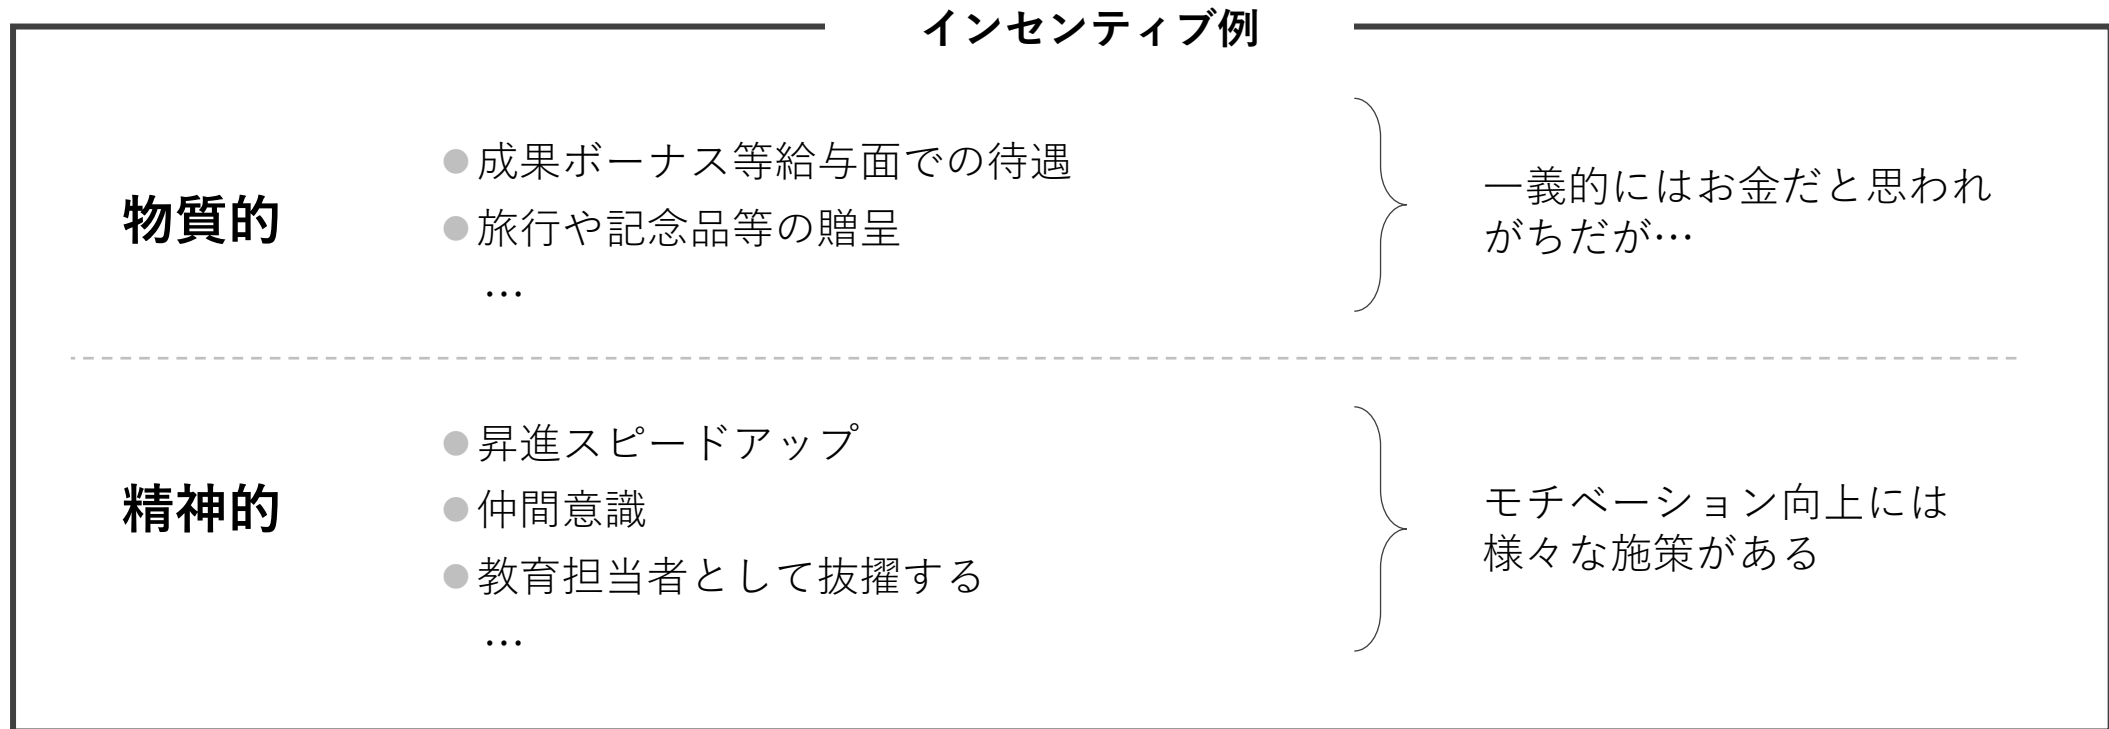 インセンティブ例
物質的
●成果ボーナス等給与面での待遇
●旅行や記念品等の贈呈
…
一義的にはお金だと思われ
がちだが…
精神的
●昇進スピードアップ
●仲間意識
●教育担当者として抜擢する
…
モチベーション向上には
様々な施策がある